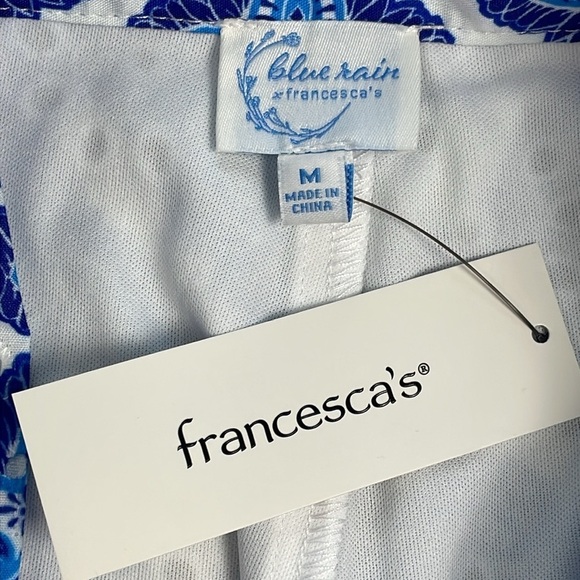 blue rain
x francesca's
M
MADE IN
CHINA
francesca's®